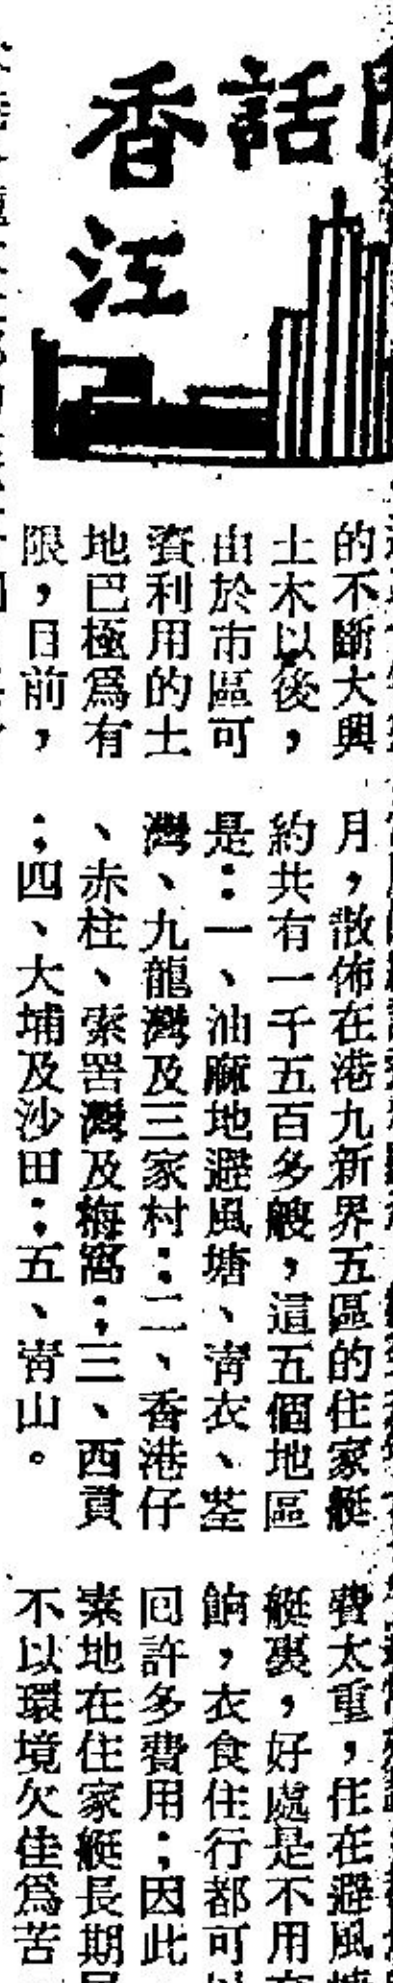 話香
江
的不斷大興
土木以後，
由於市區可
資利用的土
地已極爲有
限，目前，
月，散佈在港九新界五區的住家艇
約共有一千五百多艘，這五個地區
是：一、油麻地避風塘、青衣、荃
灣、九龍灣及三家村；二、香港仔
、赤柱、索罟灣及梅窩；三、西貢
；四、大埔及沙田；五、青山。
費太重，住在避風
艇裏，好處是不用
餉，衣食住行都可
回許多費用；因此
素地在住家艇長期
不以環境欠佳爲苦